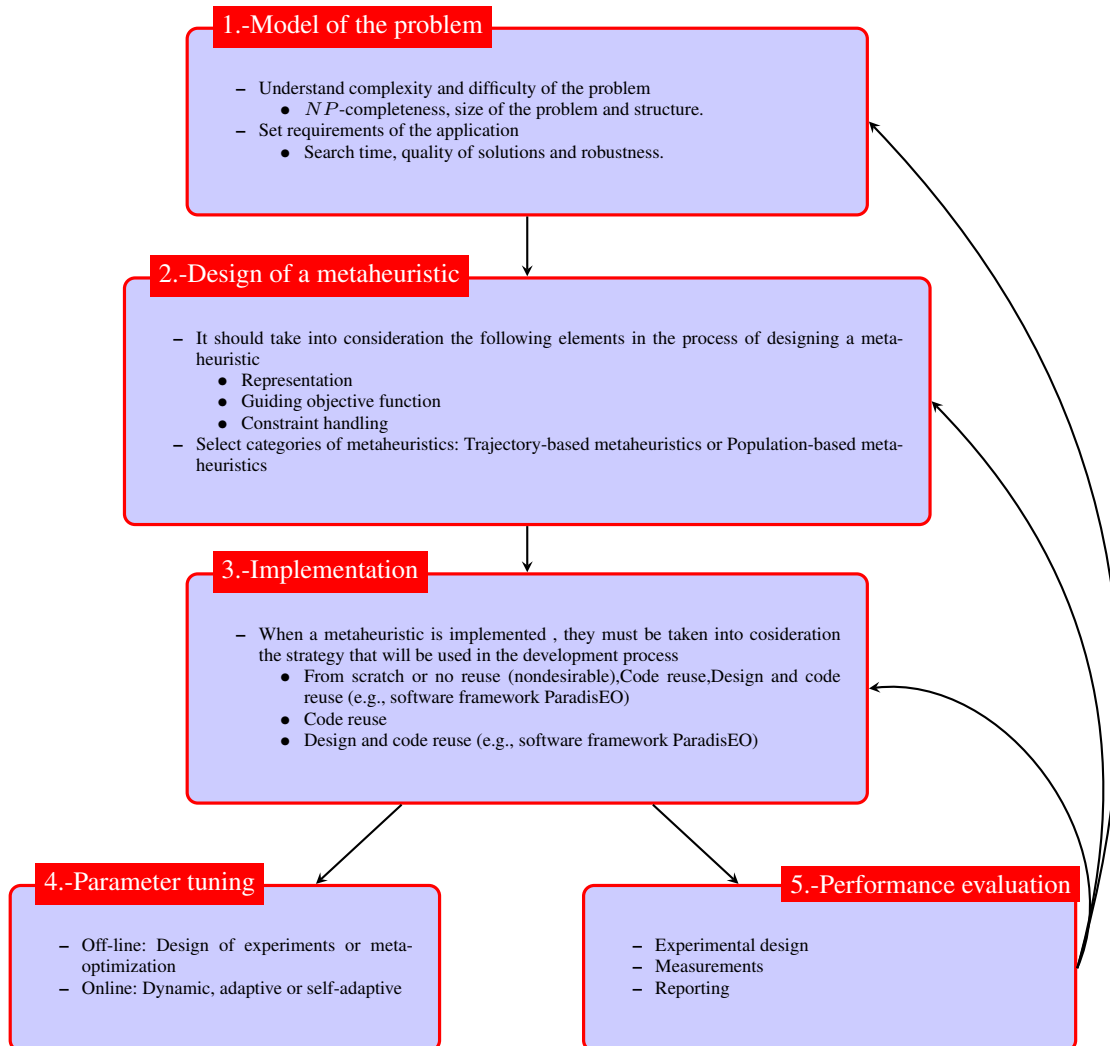 1.-Model of the problem
– Understand complexity and difficulty of the problem
• NP-completeness, size of the problem and structure.
– Set requirements of the application
• Search time, quality of solutions and robustness.
2.-Design of a metaheuristic
– It should take into consideration the following elements in the process of designing a meta-
heuristic
• Representation
• Guiding objective function
• Constraint handling
– Select categories of metaheuristics: Trajectory-based metaheuristics or Population-based meta-
heuristics
3.-Implementation
– When a metaheuristic is implemented , they must be taken into cosideration
the strategy that will be used in the development process
• From scratch or no reuse (nondesirable),Code reuse,Design and code
reuse (e.g., software framework ParadisEO)
• Code reuse
• Design and code reuse (e.g., software framework ParadisEO)
4.-Parameter tuning
– Off-line: Design of experiments or meta-
optimization
– Online: Dynamic, adaptive or self-adaptive
5.-Performance evaluation
– Experimental design
– Measurements
– Reporting